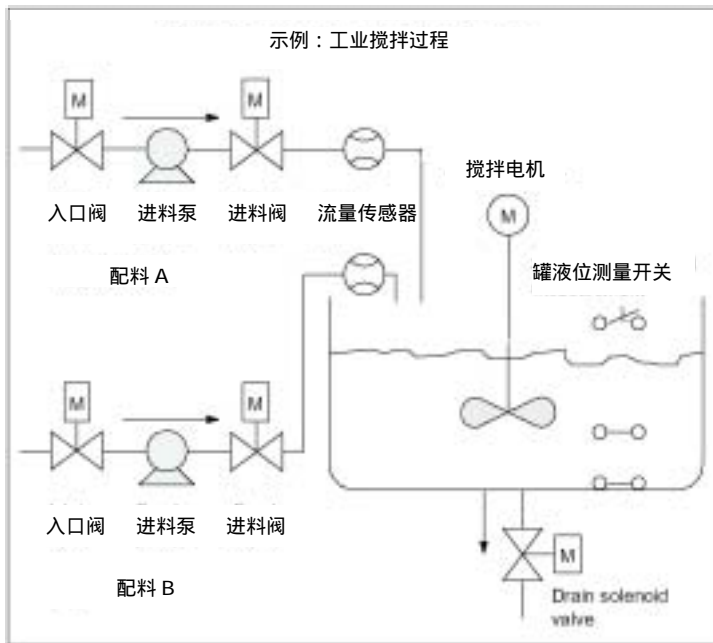 示例：工业搅拌过程
M
M
搅拌电机
M
入口阀 进料泵 进料阀 流量传感器
配料 A
罐液位测量开关
M
M
入口阀 进料泵 进料阀
M
配料 B
Drain solenoid
valve